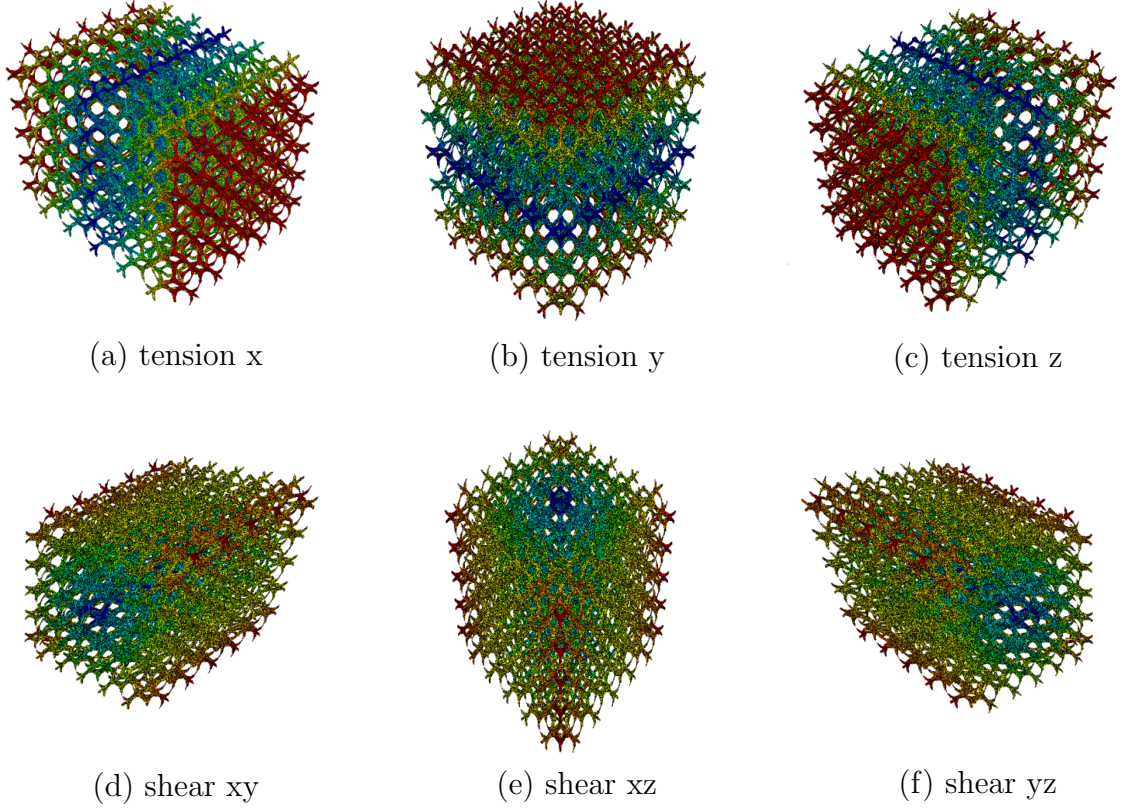 (a) tension x
(b) tension y
(c) tension z
(d) shear xy
(e) shear xz
(f) shear yz